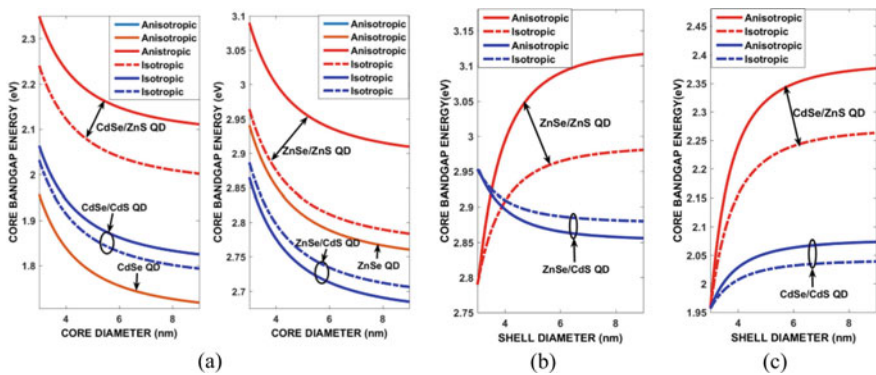 CORE BANDGAP ENERGY (eV)
2.3
2.2
2.1
2
1.9
1.8
Anisotropic
Anisotropic
Anistropic
Isotropic
Isotropic
Isotropic
CdSe/ZnS QD
CdSe/CdS QD
CdSe QD
4
6
8
CORE DIAMETER (nm)
CORE BANDGAP ENERGY (eV)
3.1
3.05
3
2.95
2.9
2.85
2.8
2.75
2.7
Anisotropic
Anisotropic
Anisotropic
Isotropic
Isotropic
Isotropic
ZnSe/ZnS QD
ZnSe/CdS QD
ZnSe QD
4
6
8
CORE DIAMETER (nm)
(a)
CORE BANDGAP ENERGY (eV)
3.15
3.1
3.05
3
2.95
2.9
2.85
2.8
2.75
Anisotropic
Isotropic
Anisotropic
Isotropic
ZnSe/ZnS QD
ZnSe/CdS QD
4
6
8
SHELL DIAMETER (nm)
(b)
CORE BANDGAP ENERGY (eV)
2.45
2.4
2.35
2.3
2.25
2.2
2.15
2.1
2.05
2
1.95
Anisotropic
Isotropic
Anisotropic
Isotropic
CdSe/ZnS QD
CdSe/CdS QD
4
6
8
SHELL DIAMETER (nm)
(c)